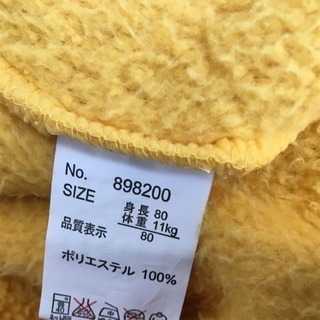 No. 898200
SIZE 身長 80
体重 11kg
品質表示 80
ポリエステル 100%